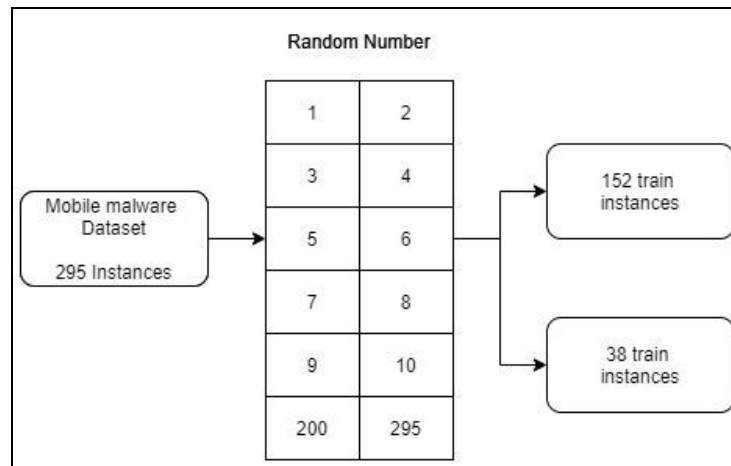 Random Number
1 2
3 4
Mobile malware
Dataset
295 Instances
5 6
7 8
9 10
200 295
152 train
instances
38 train
instances